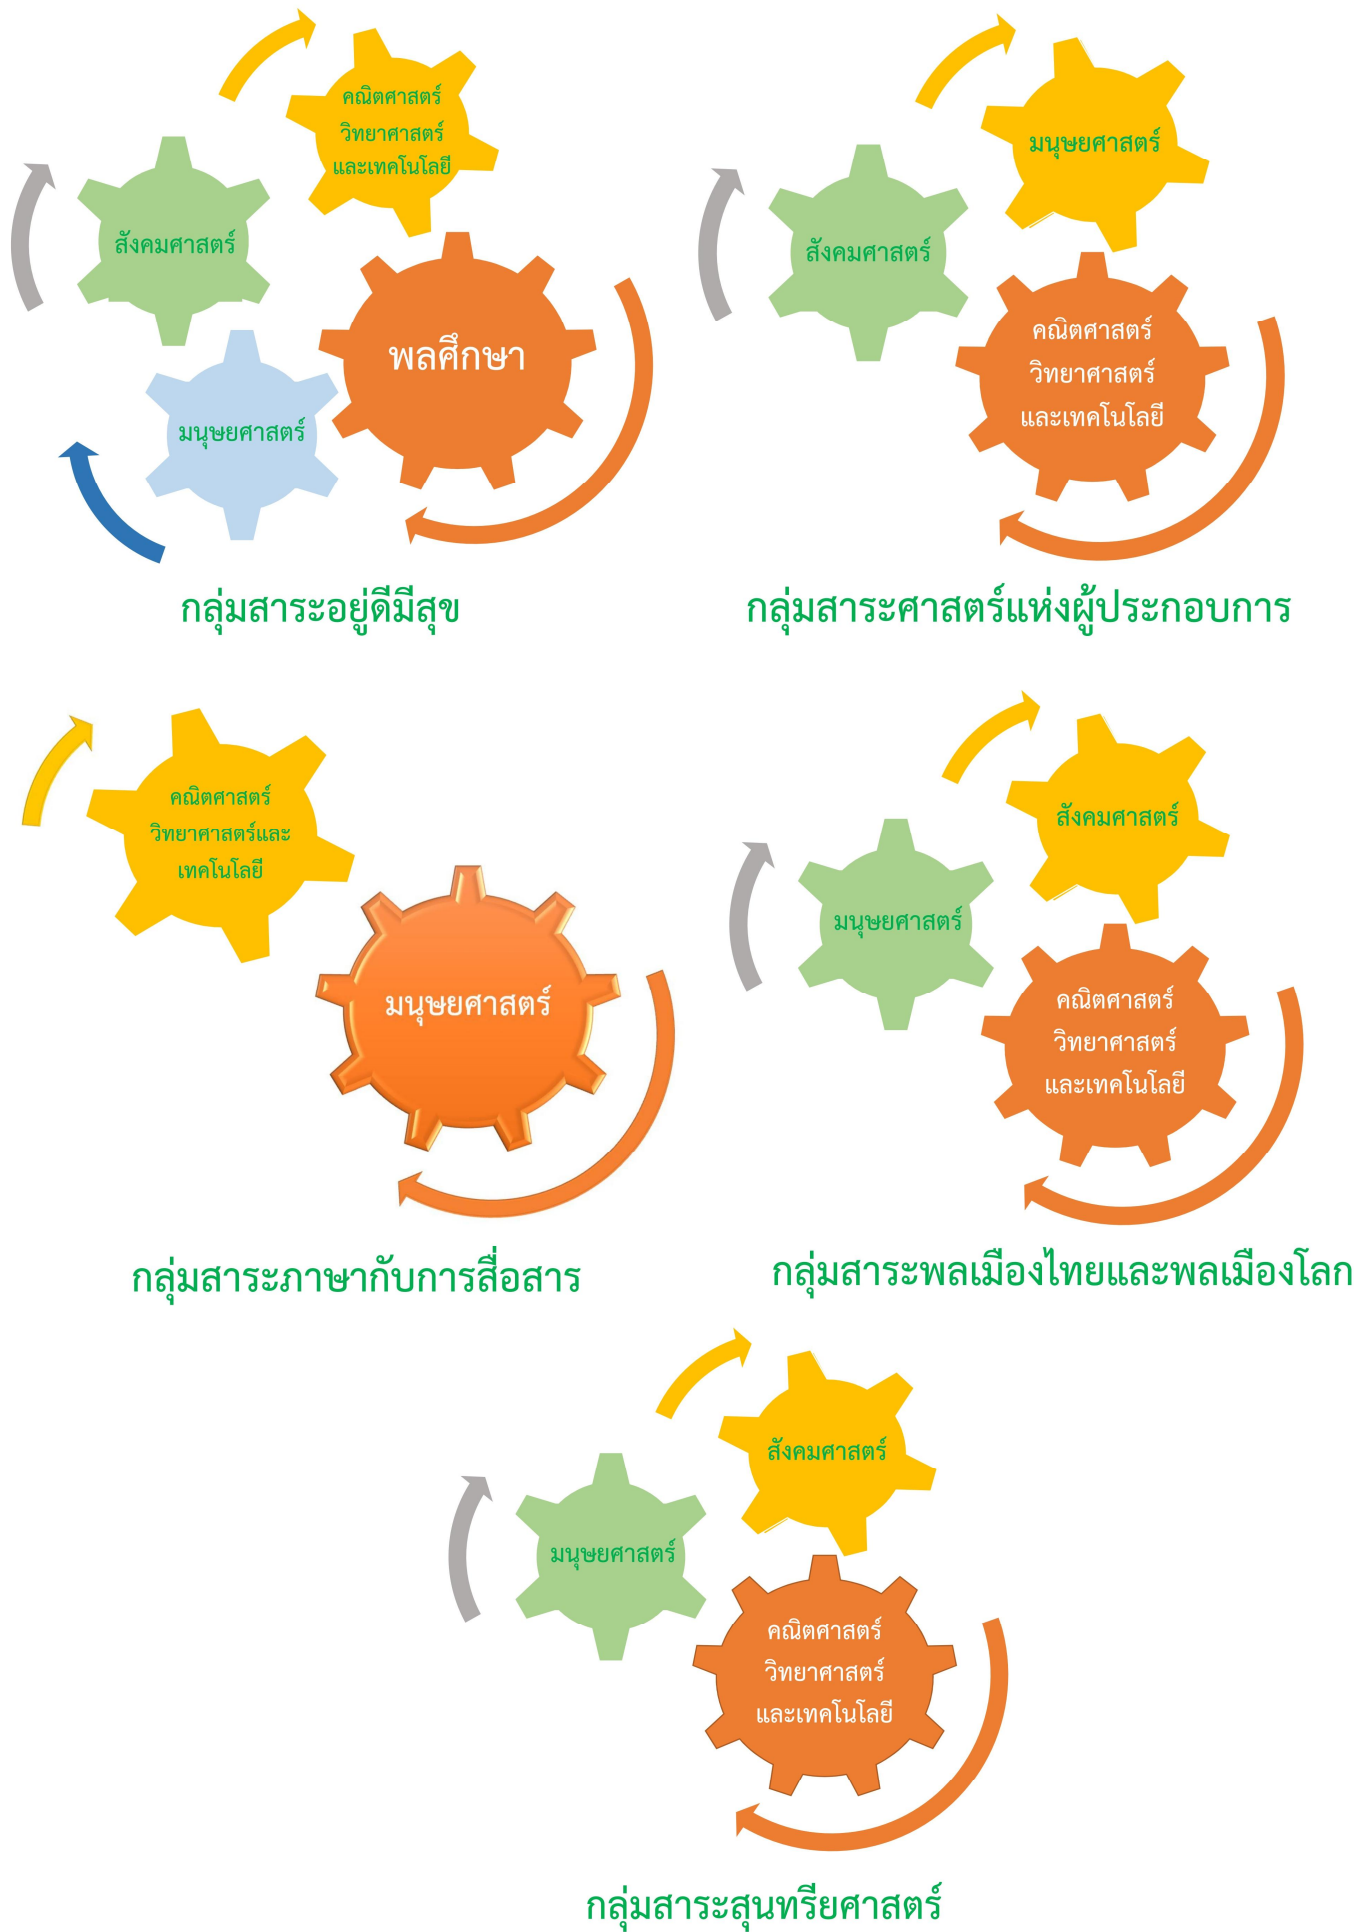 คณิตศาสตร์
วิทยาศาสตร์
และเทคโนโลยี
สังคมศาสตร์
พลศึกษา
มนุษยศาสตร์
กลุ่มสาระอยู่ดีมีสุข
มนุษยศาสตร์
สังคมศาสตร์
คณิตศาสตร์
วิทยาศาสตร์
และเทคโนโลยี
กลุ่มสาระศาสตร์แห่งผู้ประกอบการ
คณิตศาสตร์
วิทยาศาสตร์และ
เทคโนโลยี
มนุษยศาสตร์
กลุ่มสาระภาษากับการสื่อสาร
สังคมศาสตร์
มนุษยศาสตร์
คณิตศาสตร์
วิทยาศาสตร์
และเทคโนโลยี
กลุ่มสาระพลเมืองไทยและพลเมืองโลก
สังคมศาสตร์
มนุษยศาสตร์
คณิตศาสตร์
วิทยาศาสตร์
และเทคโนโลยี
กลุ่มสาระสุนทรียศาสตร์